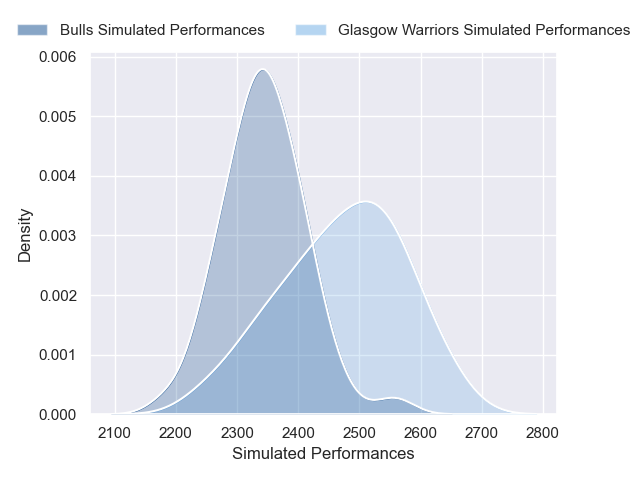 Bulls Simulated Performances
Glasgow Warriors Simulated Performances
0.006
0.005
0.004
0.003
0.002
0.001
0.000
Density
2100 2200 2300 2400 2500 2600 2700 2800
Simulated Performances